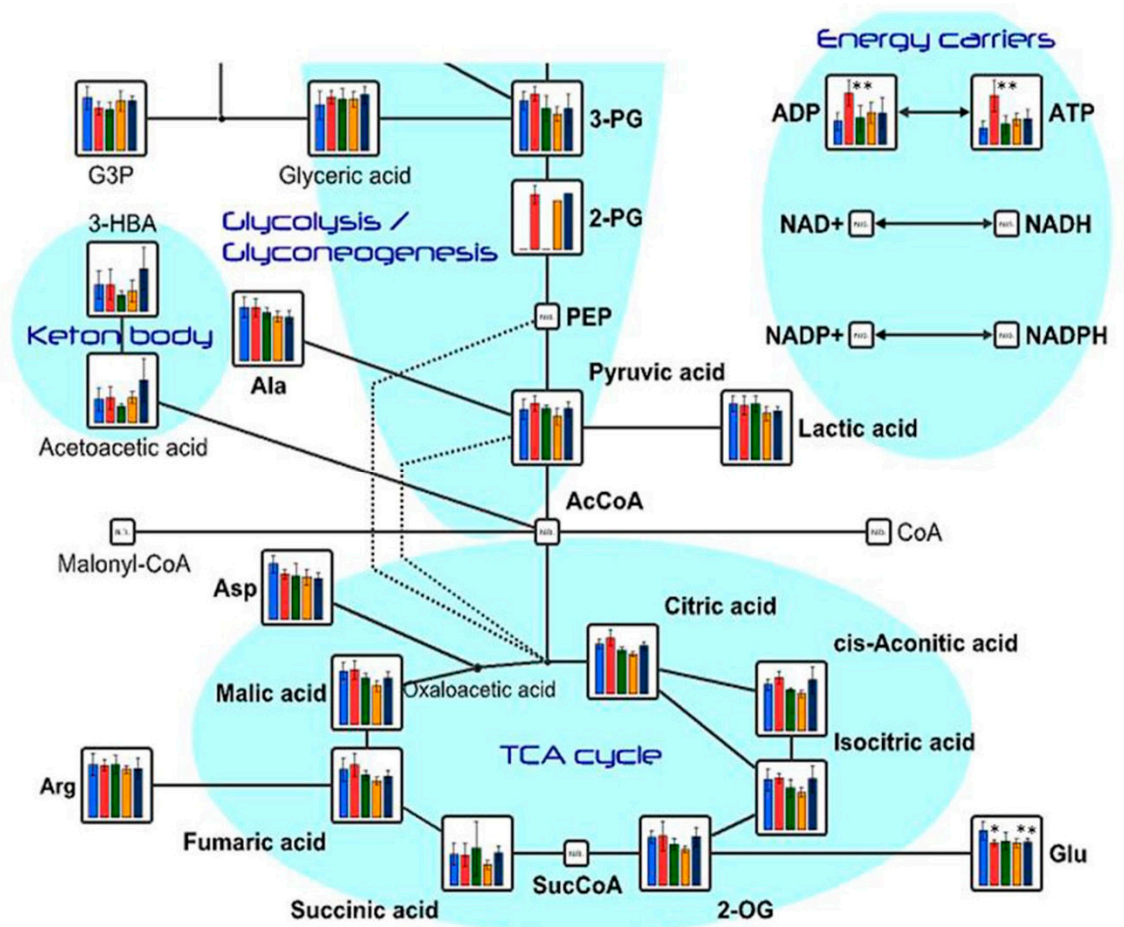 Energy carriers
ADP
**
**
ATP
G3P
Glyceric acid
3-PG
2-PG
Glycolysis /
Glyconeogenesis
NAD+
N.D.
N.D.
NADH
3-HBA
Keton body
Acetoacetic acid
Ala
N.D.
PEP
NADP+
N.D.
N.D.
NADPH
Pyruvic acid
Lactic acid
AcCoA
N.D.
Malonyl-CoA
N.D.
N.D.
CoA
Asp
Citric acid
cis-Aconitic acid
Malic acid
Oxaloacetic acid
Isocitric acid
TCA cycle
Arg
Fumaric acid
Succinic acid
N.D.
SucCoA
2-OG
*
**
Glu